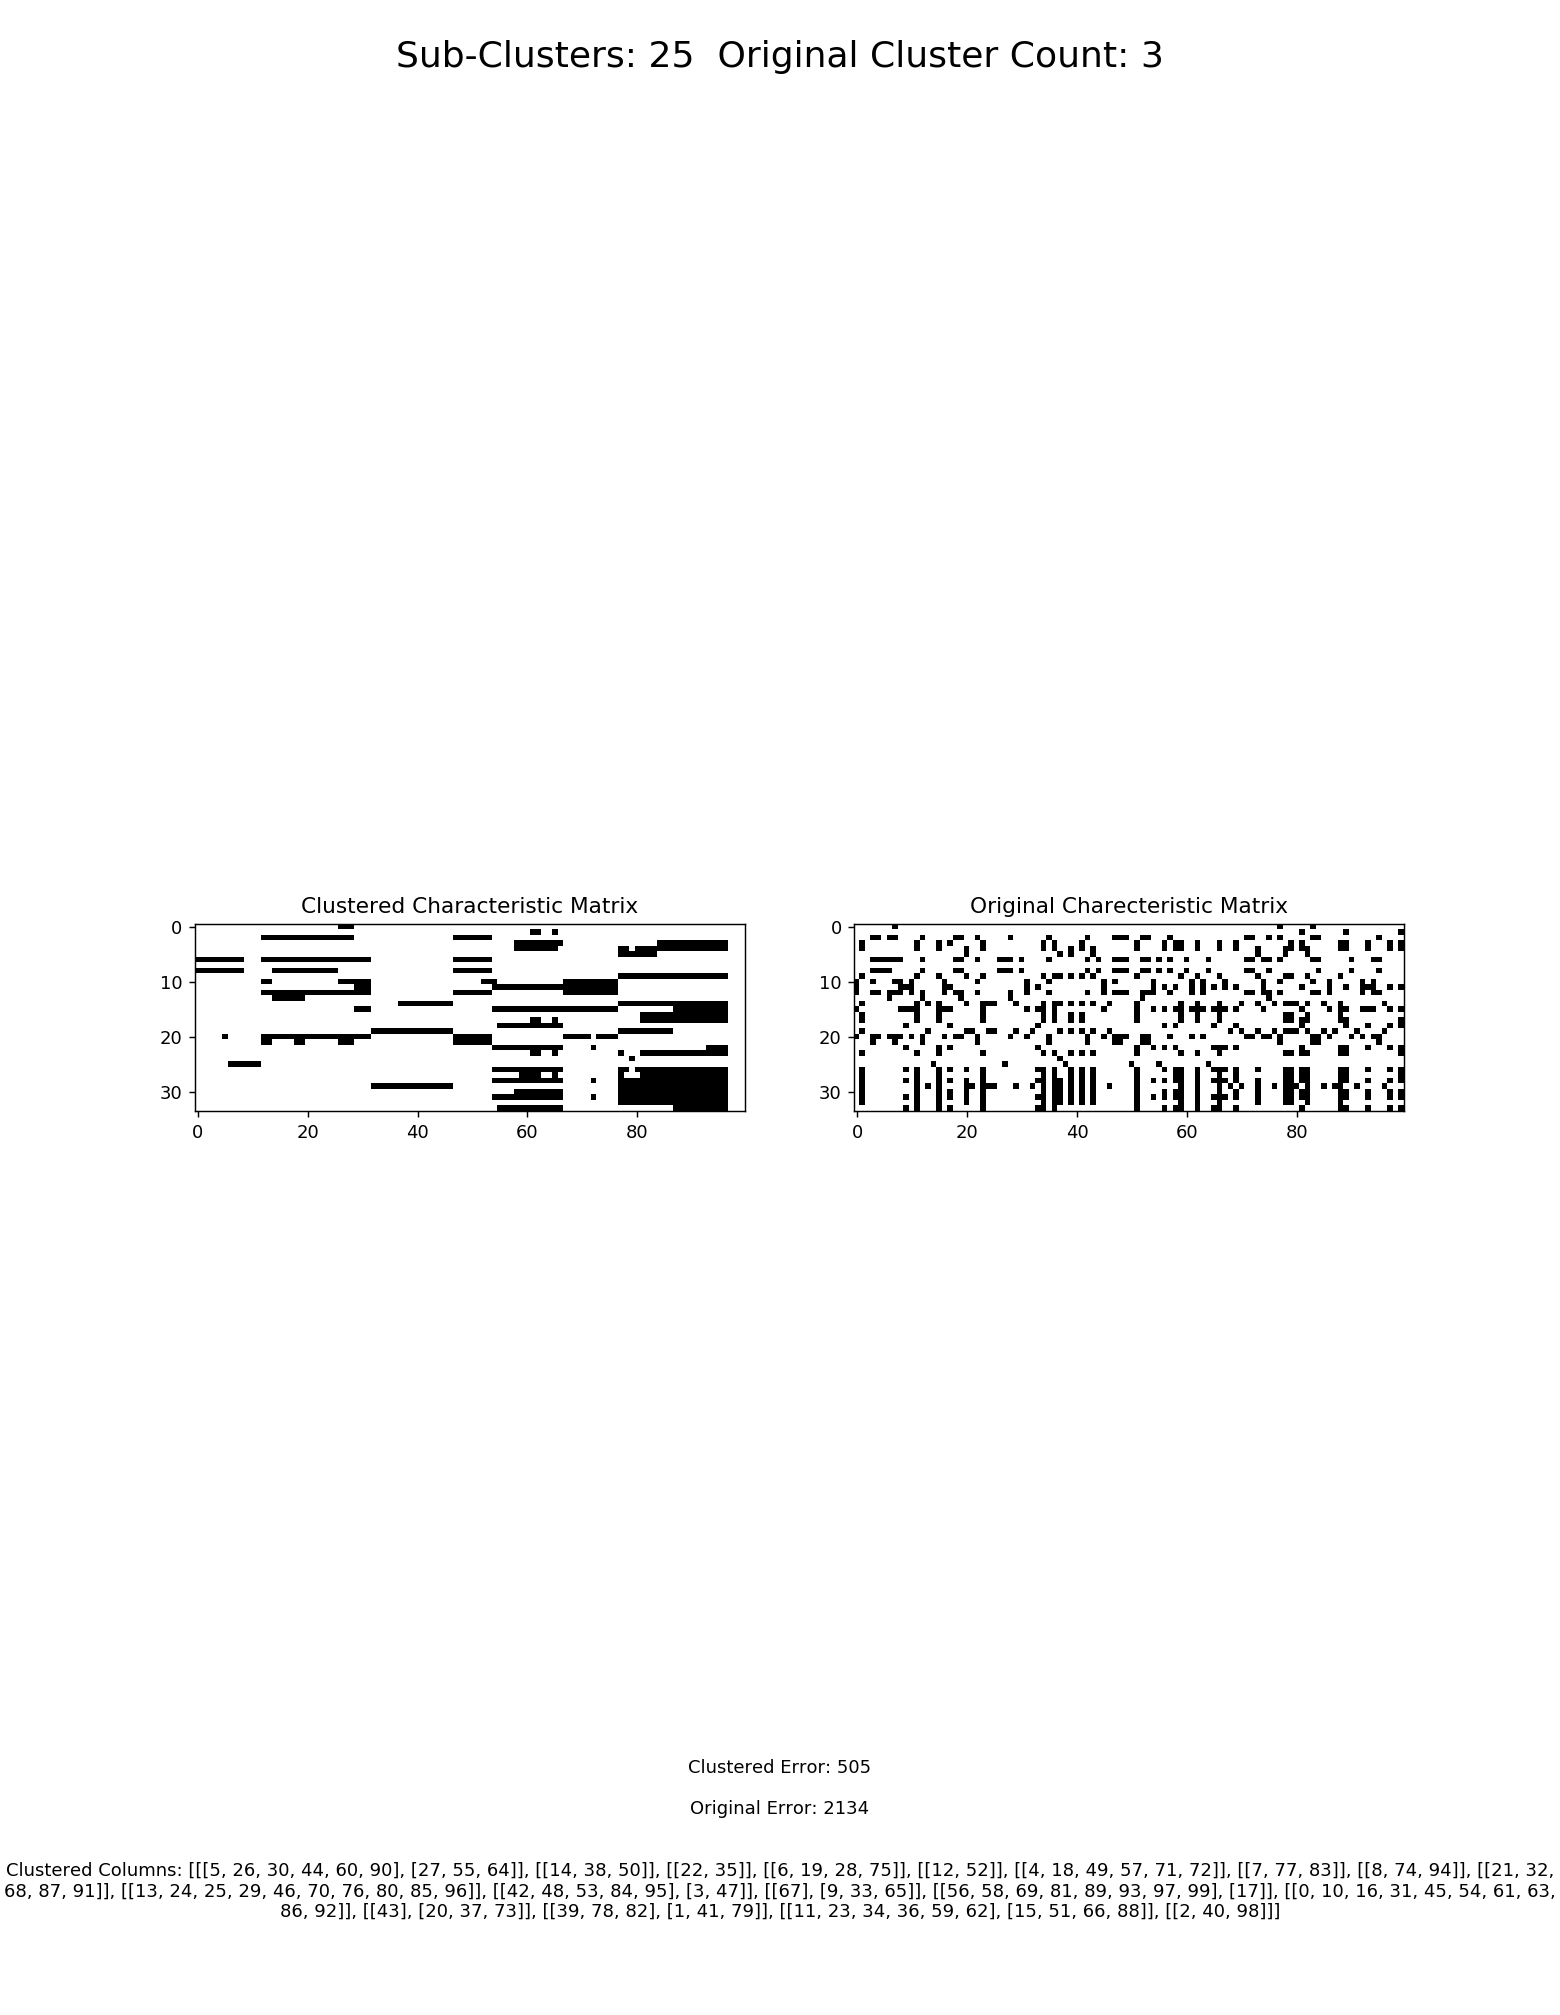 Sub-Clusters: 25  Original Cluster Count: 3
Clustered Characteristic Matrix
0
10
20
30
0 20 40 60 80
Original Charecteristic Matrix
0
10
20
30
0 20 40 60 80
Clustered Error: 505
Original Error: 2134
Clustered Columns: [[[5, 26, 30, 44, 60, 90], [27, 55, 64]], [[14, 38, 50]], [[22, 35]], [[6, 19, 28, 75]], [[12, 52]], [[4, 18, 49, 57, 71, 72]], [[7, 77, 83]], [[8, 74, 94]], [[21, 32,
68, 87, 91]], [[13, 24, 25, 29, 46, 70, 76, 80, 85, 96]], [[42, 48, 53, 84, 95], [3, 47]], [[67], [9, 33, 65]], [[56, 58, 69, 81, 89, 93, 97, 99], [17]], [[0, 10, 16, 31, 45, 54, 61, 63,
86, 92]], [[43], [20, 37, 73]], [[39, 78, 82], [1, 41, 79]], [[11, 23, 34, 36, 59, 62], [15, 51, 66, 88]], [[2, 40, 98]]]